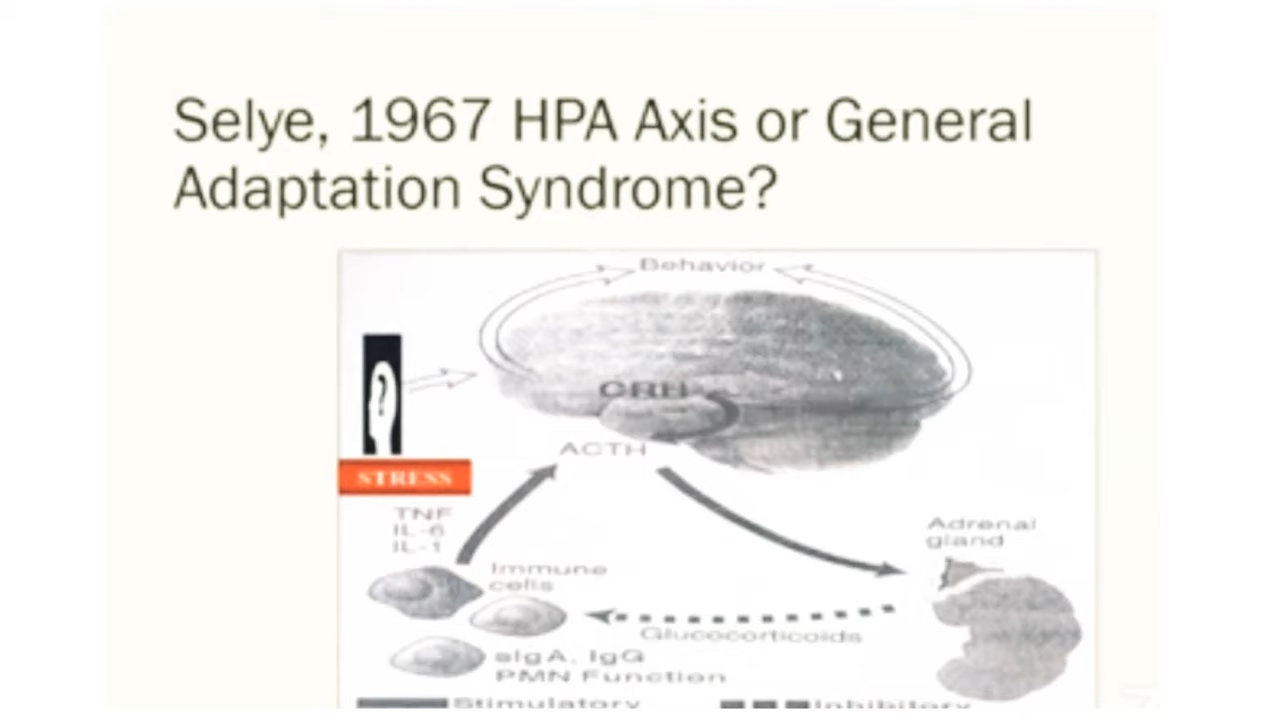 Selye, 1967 HPA Axis or General
Adaptation Syndrome?
Behavior
CRH
ACTH
STRESS
TNF
IL-6
IL-1
Immune
cells
Adrenal
gland
Glucocorticoids
sIgA, IgG
PMN Function
Stimulatory
Inhibitory